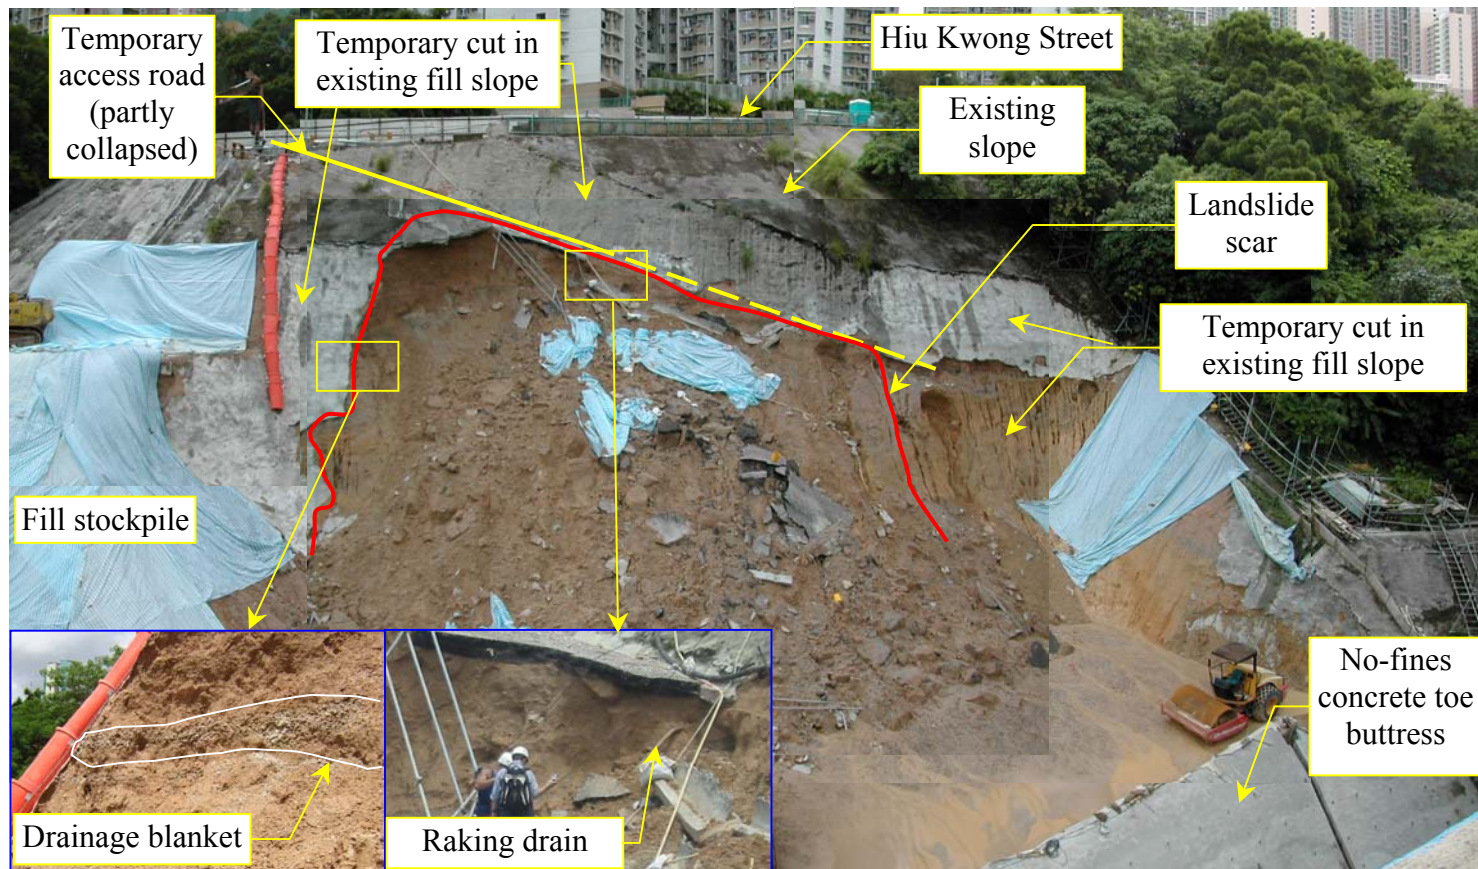 Temporary
access road
(partly
collapsed)
Temporary cut in
existing fill slope
Hiu Kwong Street
Existing
slope
Landslide
scar
Temporary cut in
existing fill slope
Fill stockpile
No-fines
concrete toe
buttress
Drainage blanket
Raking drain